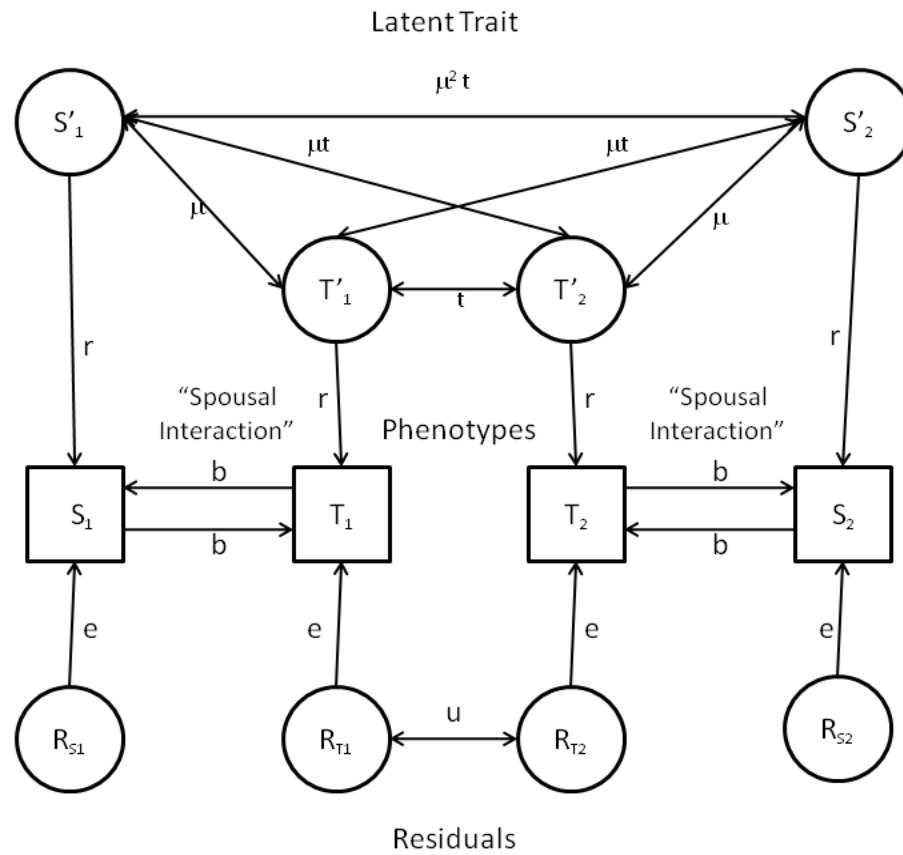 Latent Trait
μ² t
S'₁
S'₂
μt
μt
μ
μ
T'₁
T'₂
t
r
r
r
r
“Spousal
Interaction”
Phenotypes
“Spousal
Interaction”
b
b
S₁
T₁
T₂
S₂
b
b
e
e
e
e
u
R_S1
R_T1
R_T2
R_S2
Residuals